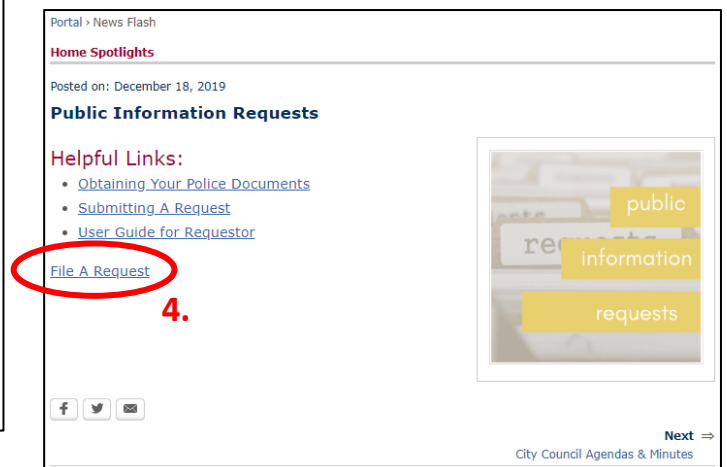 Portal › News Flash
Home Spotlights
Posted on: December 18, 2019
Public Information Requests
Helpful Links:
• Obtaining Your Police Documents
• Submitting A Request
• User Guide for Requestor
File A Request
4.
public
information
requests
Next ⇒
City Council Agendas & Minutes